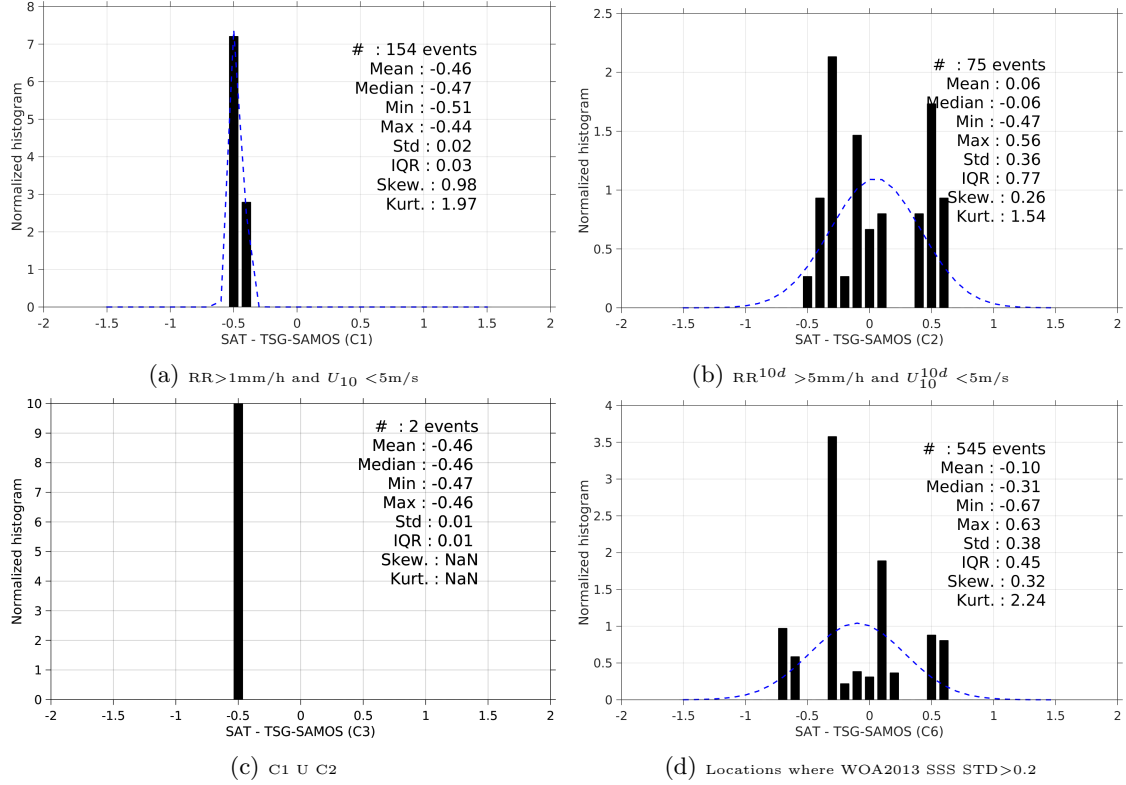 8
7
6
5
4
3
2
1
0
Normalized histogram
# : 154 events
Mean : -0.46
Median : -0.47
Min : -0.51
Max : -0.44
Std : 0.02
IQR : 0.03
Skew. : 0.98
Kurt. : 1.97
-2 -1.5 -1 -0.5 0 0.5 1 1.5 2
SAT - TSG-SAMOS (C1)
(a) RR>1mm/h and U10 <5m/s
2.5
2
1.5
1
0.5
0
Normalized histogram
# : 75 events
Mean : 0.06
Median : -0.06
Min : -0.47
Max : 0.56
Std : 0.36
IQR : 0.77
Skew. : 0.26
Kurt. : 1.54
-2 -1.5 -1 -0.5 0 0.5 1 1.5 2
SAT - TSG-SAMOS (C2)
(b) RR^10d >5mm/h and U10^10d <5m/s
10
9
8
7
6
5
4
3
2
1
0
Normalized histogram
# : 2 events
Mean : -0.46
Median : -0.46
Min : -0.47
Max : -0.46
Std : 0.01
IQR : 0.01
Skew. : NaN
Kurt. : NaN
-2 -1.5 -1 -0.5 0 0.5 1 1.5 2
SAT - TSG-SAMOS (C3)
(c) C1 U C2
4
3.5
3
2.5
2
1.5
1
0.5
0
Normalized histogram
# : 545 events
Mean : -0.10
Median : -0.31
Min : -0.67
Max : 0.63
Std : 0.38
IQR : 0.45
Skew. : 0.32
Kurt. : 2.24
-2 -1.5 -1 -0.5 0 0.5 1 1.5 2
SAT - TSG-SAMOS (C6)
(d) Locations where WOA2013 SSS STD>0.2